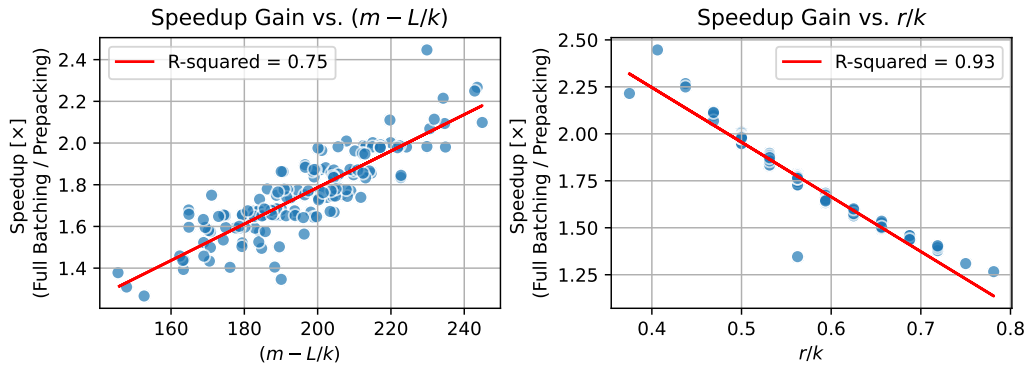 Speedup Gain vs. (m − L/k)
Speedup [×]
(Full Batching / Prepacking)
2.4
2.2
2.0
1.8
1.6
1.4
R-squared = 0.75
160
180
200
220
240
(m − L/k)
Speedup Gain vs. r/k
Speedup [×]
(Full Batching / Prepacking)
2.50
2.25
2.00
1.75
1.50
1.25
R-squared = 0.93
0.4
0.5
0.6
0.7
0.8
r/k